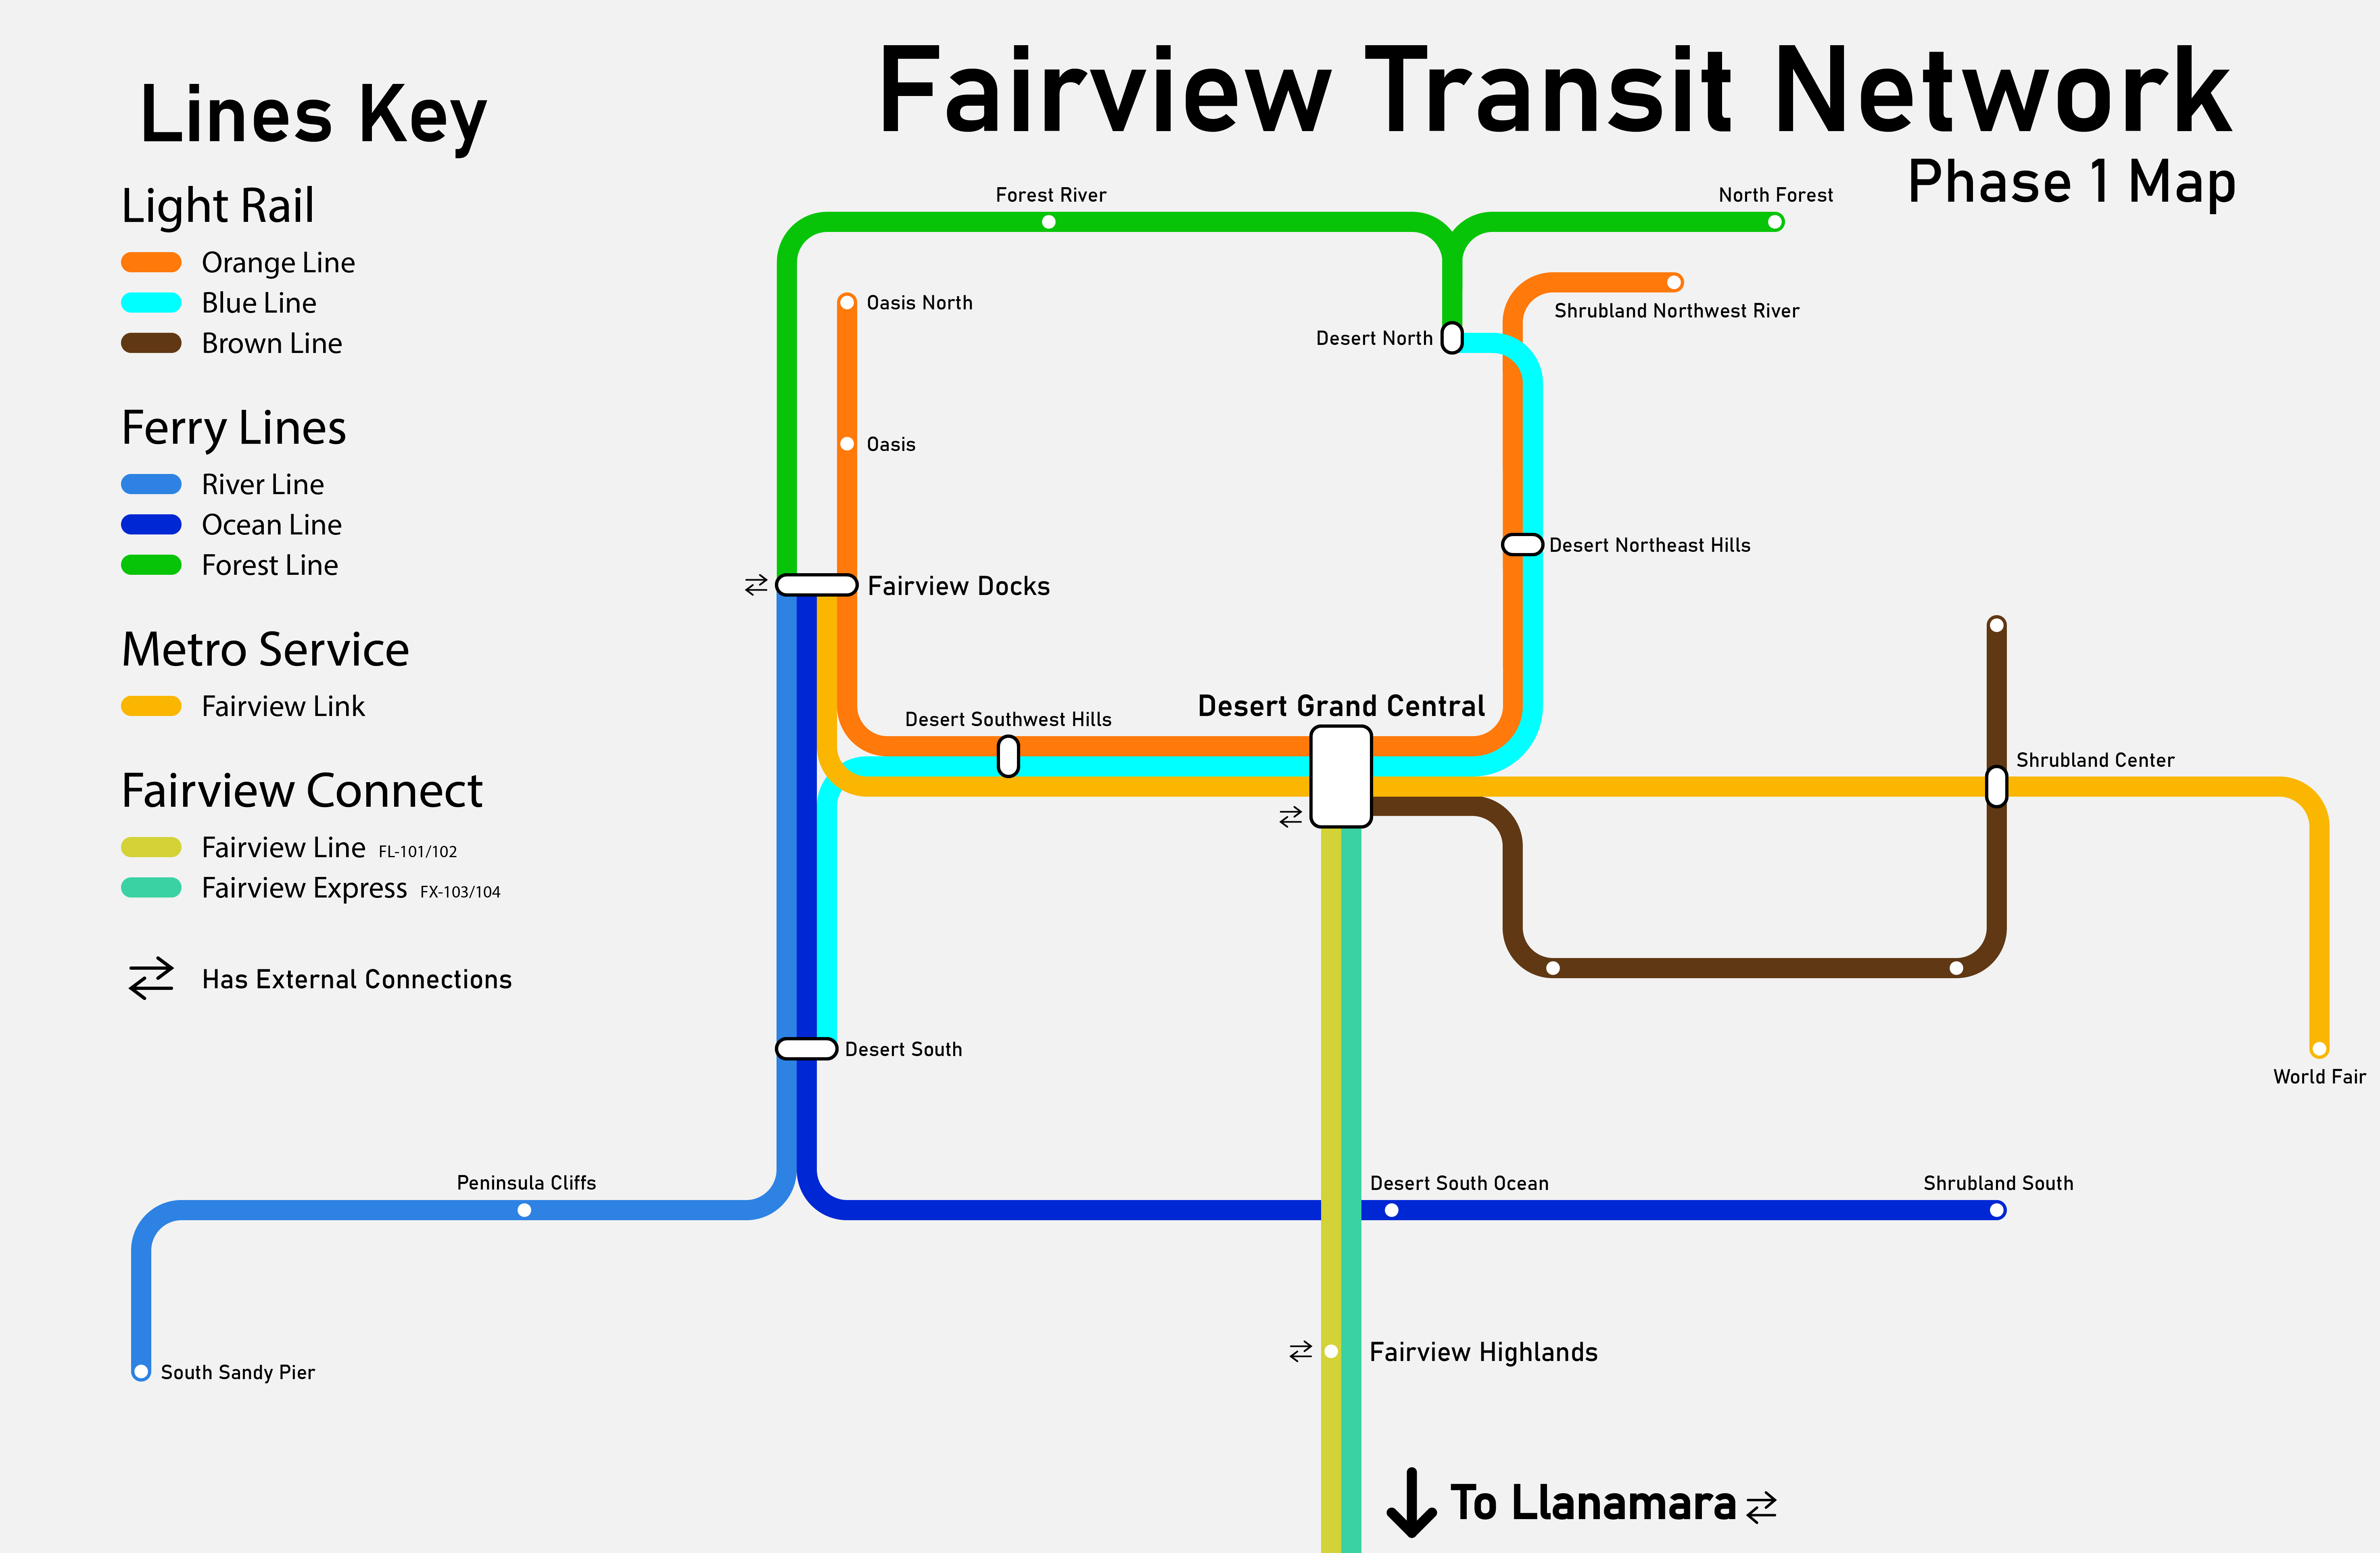 Fairview Transit Network
Phase 1 Map
Lines Key
Light Rail
Orange Line
Blue Line
Brown Line
Ferry Lines
River Line
Ocean Line
Forest Line
Metro Service
Fairview Link
Fairview Connect
Fairview Line FL-101/102
Fairview Express FX-103/104
Has External Connections
Forest River
North Forest
Oasis North
Shrubland Northwest River
Desert North
Oasis
Desert Northeast Hills
Fairview Docks
Desert Grand Central
Desert Southwest Hills
Shrubland Center
Desert South
World Fair
Peninsula Cliffs
Desert South Ocean
Shrubland South
Fairview Highlands
South Sandy Pier
To Llanamara